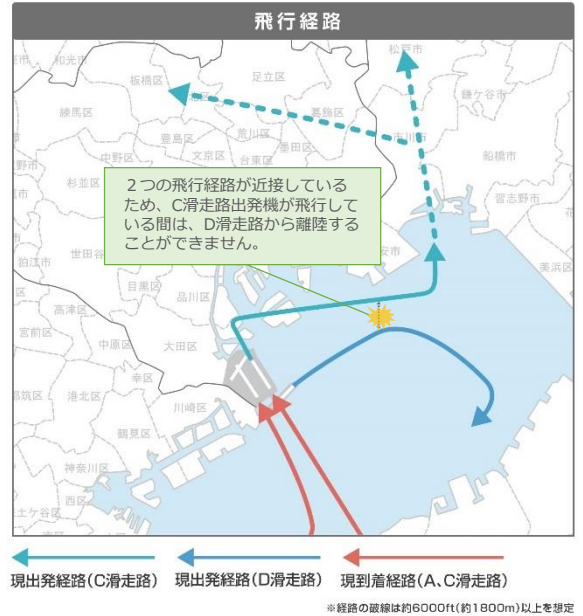 飛行経路
松戸市
和光市
板橋区
足立区
北区
鎌ケ谷市
練馬区
葛飾区
市川市
豊島区
荒川区
墨田区
船橋市
中野区
文京区
台東区
杉並区
習志野市
２つの飛行経路が近接している
ため、C滑走路出発機が飛行して
いる間は、D滑走路から離陸する
ことができません。
世田谷
安市
狛江市
美浜区
目黒区
品川区
高津区
宮前区
中原区
大田区
幸区
港北区
川崎区
鶴見区
神奈川区
西区
土ケ谷区
現出発経路(C滑走路)
現出発経路(D滑走路)
現到着経路(A、C滑走路)
※経路の破線は約6000ft(約1800m)以上を想定